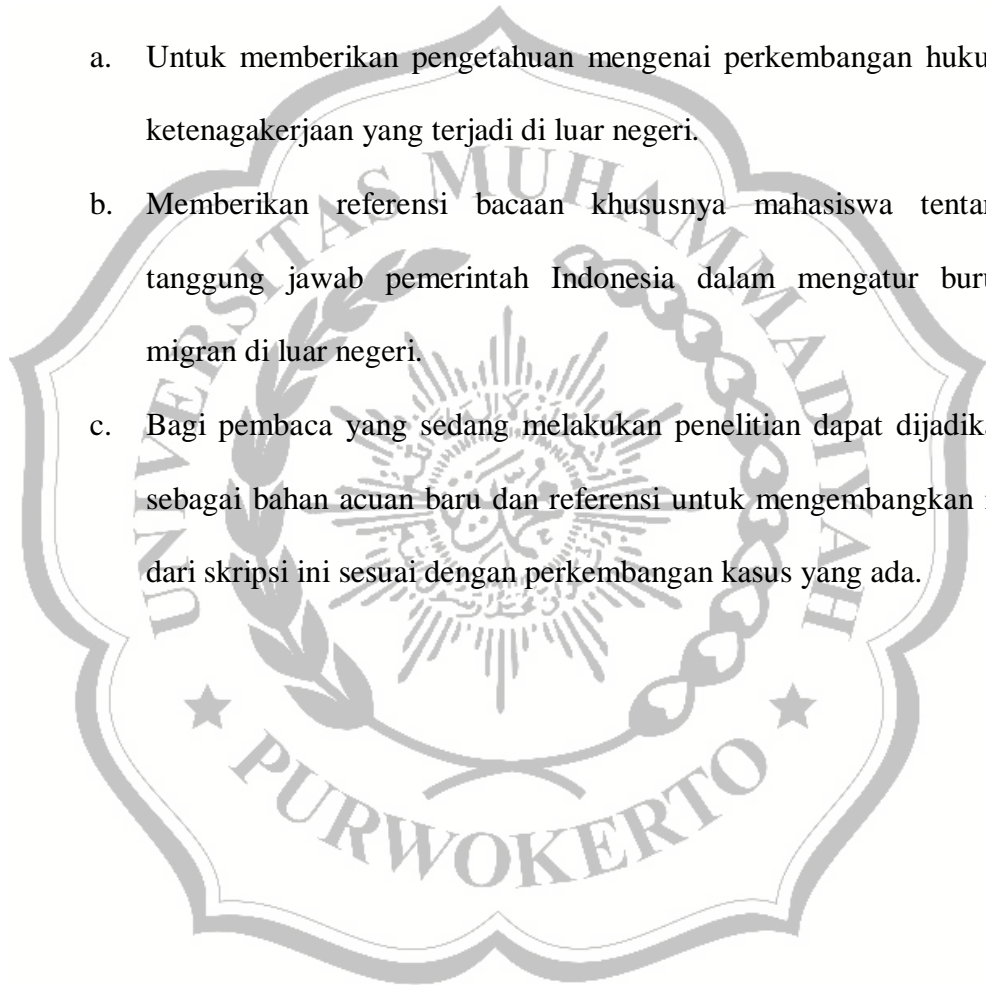 a. Untuk memberikan pengetahuan mengenai perkembangan huku
ketenagakerjaan yang terjadi di luar negeri.
b. Memberikan referensi bacaan khususnya mahasiswa tentan
tanggung jawab pemerintah Indonesia dalam mengatur buru
migran di luar negeri.
c. Bagi pembaca yang sedang melakukan penelitian dapat dijadika
sebagai bahan acuan baru dan referensi untuk mengembangkan
dari skripsi ini sesuai dengan perkembangan kasus yang ada.
UNIVERSITAS MUHAMMADIYAH
PURWOKERTO